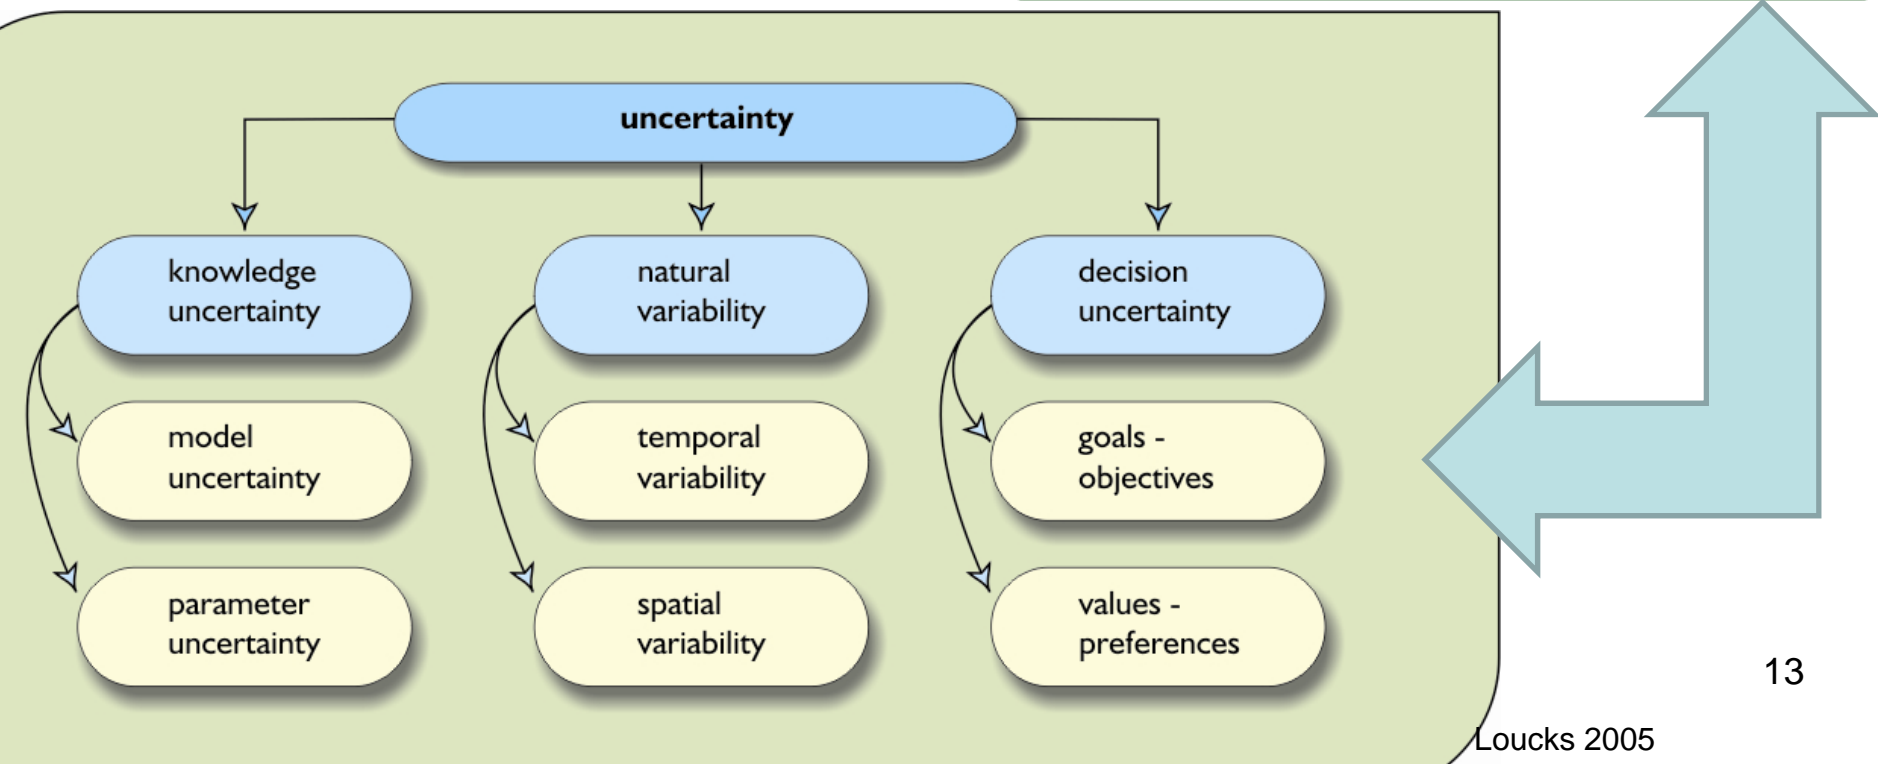 uncertainty
knowledge
uncertainty
natural
variability
decision
uncertainty
model
uncertainty
temporal
variability
goals -
objectives
parameter
uncertainty
spatial
variability
values -
preferences
13
Loucks 2005